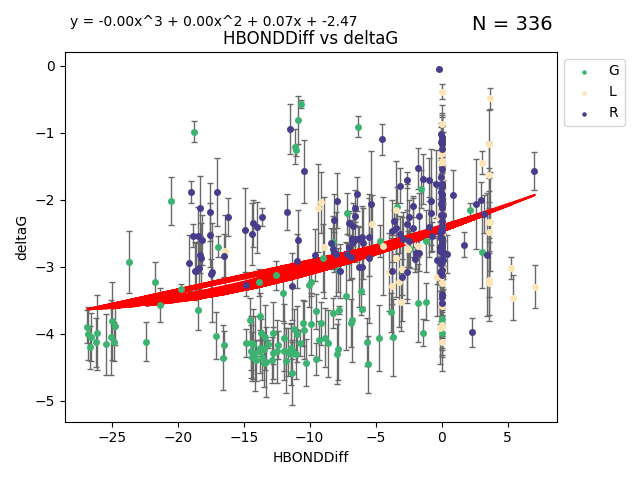 y = -0.00x^3 + 0.00x^2 + 0.07x + -2.47
N = 336
HBONDDiff vs deltaG
G
L
R
0
−1
−2
−3
−4
−5
deltaG
−25 −20 −15 −10 −5 0 5
HBONDDiff